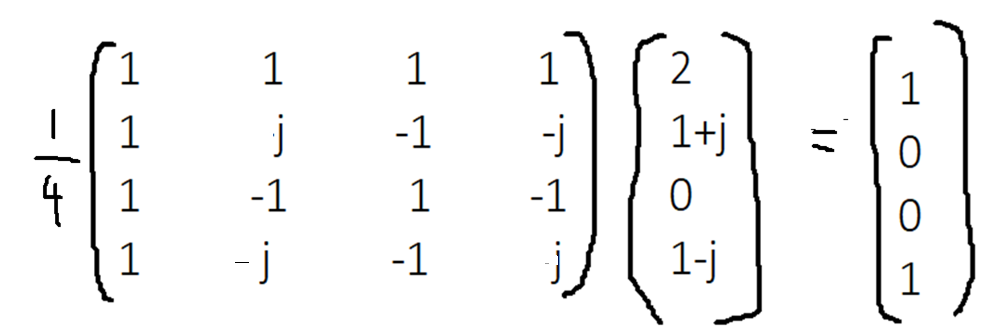 1 1 1 1 2 1
1 j -1 -j 1+j 0
1/4 = 
1 -1 1 -1 0 0
1 – j -1 -j 1-j 1